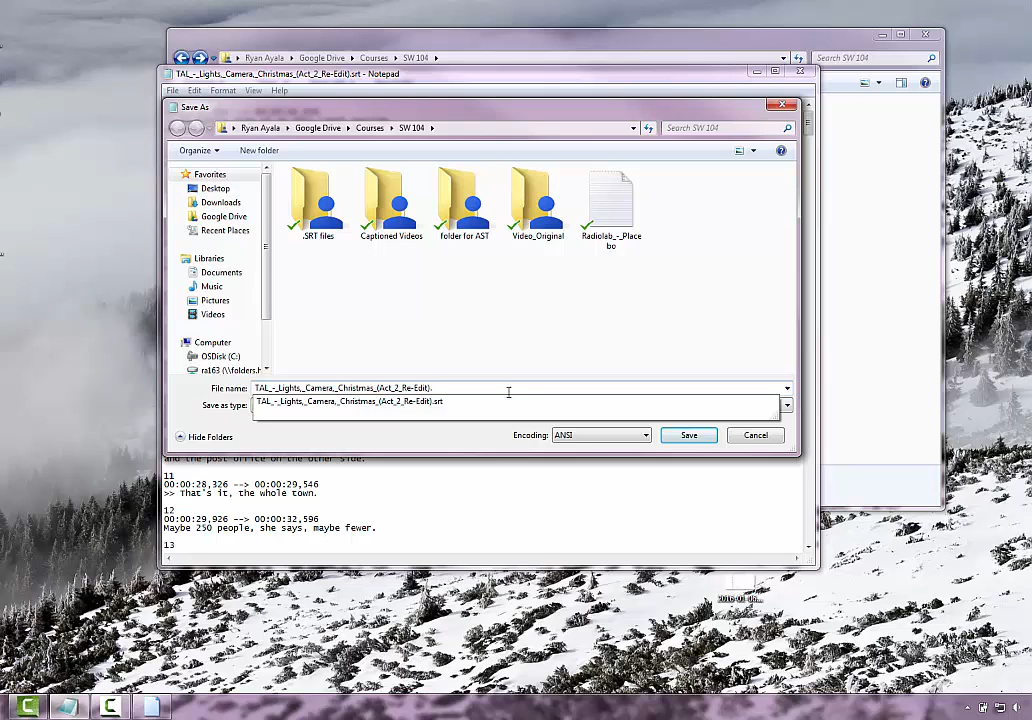 Ryan Ayala Google Drive Courses SW 104 Search SW 104
TAL_-_Lights,_Camera,_Christmas_(Act_2_Re-Edit).srt - Notepad
File Edit Format View Help
Save As
Ryan Ayala Google Drive Courses SW 104 Search SW 104
Organize New folder
Favorites
Desktop
Downloads
Google Drive
Recent Places
Libraries
Documents
Music
Pictures
Videos
Computer
OSDisk (C:)
ra163 (\\folders.h
.SRT files
Captioned Videos
folder for AST
Video_Original
Radiolab_-_Place
bo
File name: TAL_-_Lights,_Camera,_Christmas_(Act_2_Re-Edit).
TAL_-_Lights,_Camera,_Christmas_(Act_2_Re-Edit).srt
Save as type:
Hide Folders Encoding: ANSI Save Cancel
and the post office on the other side.
11
00:00:28,326 --> 00:00:29,546
>> That's it, the whole town.
12
00:00:29,926 --> 00:00:32,596
Maybe 250 people, she says, maybe fewer.
13